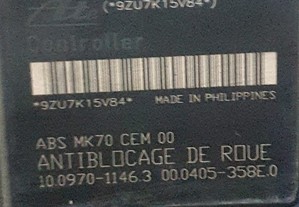 Ate (*9ZU7K15V84*)
Controller
*9ZU7K15V84* MADE IN PHILIPPINES
ABS MK70 CEM 00
ANTIBLOCAGE DE ROUE
10.0970-1146.3 00.0405-358E.0